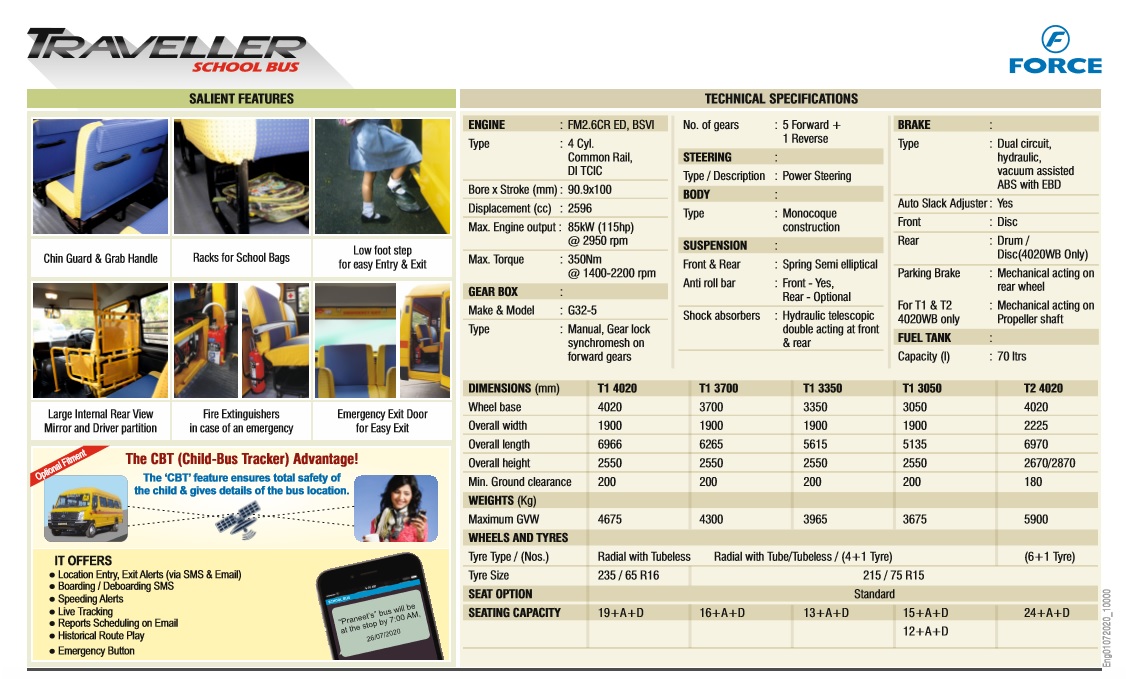 TRAVELLER
SCHOOL BUS
F
FORCE
SALIENT FEATURES
Chin Guard & Grab Handle
Racks for School Bags
Low foot step
for easy Entry & Exit
Large Internal Rear View
Mirror and Driver partition
Fire Extinguishers
in case of an emergency
Emergency Exit Door
for Easy Exit
Optional Fitment
The CBT (Child-Bus Tracker) Advantage!
The ‘CBT’ feature ensures total safety of
the child & gives details of the bus location.
IT OFFERS
● Location Entry, Exit Alerts (via SMS & Email)
● Boarding / Deboarding SMS
● Speeding Alerts
● Live Tracking
● Reports Scheduling on Email
● Historical Route Play
● Emergency Button
SCHOOL BUS
“Praneet’s” bus will be
at the stop by 7:00 AM,
26/07/2020
TECHNICAL SPECIFICATIONS
ENGINE : FM2.6CR ED, BSVI
Type : 4 Cyl.
Common Rail,
DI TCIC
Bore x Stroke (mm) : 90.9x100
Displacement (cc) : 2596
Max. Engine output : 85kW (115hp)
@ 2950 rpm
Max. Torque : 350Nm
@ 1400-2200 rpm
GEAR BOX :
Make & Model : G32-5
Type : Manual, Gear lock
synchromesh on
forward gears
No. of gears : 5 Forward +
1 Reverse
STEERING :
Type / Description : Power Steering
BODY :
Type : Monocoque
construction
SUSPENSION :
Front & Rear : Spring Semi elliptical
Anti roll bar : Front - Yes,
Rear - Optional
Shock absorbers : Hydraulic telescopic
double acting at front
& rear
BRAKE :
Type : Dual circuit,
hydraulic,
vacuum assisted
ABS with EBD
Auto Slack Adjuster : Yes
Front : Disc
Rear : Drum /
Disc(4020WB Only)
Parking Brake : Mechanical acting on
rear wheel
For T1 & T2 : Mechanical acting on
4020WB only Propeller shaft
FUEL TANK :
Capacity (l) : 70 ltrs
DIMENSIONS (mm) T1 4020 T1 3700 T1 3350 T1 3050 T2 4020
Wheel base 4020 3700 3350 3050 4020
Overall width 1900 1900 1900 1900 2225
Overall length 6966 6265 5615 5135 6970
Overall height 2550 2550 2550 2550 2670/2870
Min. Ground clearance 200 200 200 200 180
WEIGHTS (Kg)
Maximum GVW 4675 4300 3965 3675 5900
WHEELS AND TYRES
Tyre Type / (Nos.) Radial with Tubeless Radial with Tube/Tubeless / (4+1 Tyre) (6+1 Tyre)
Tyre Size 235 / 65 R16 215 / 75 R15
SEAT OPTION Standard
SEATING CAPACITY 19+A+D 16+A+D 13+A+D 15+A+D 24+A+D
12+A+D
Eng01072020_10000